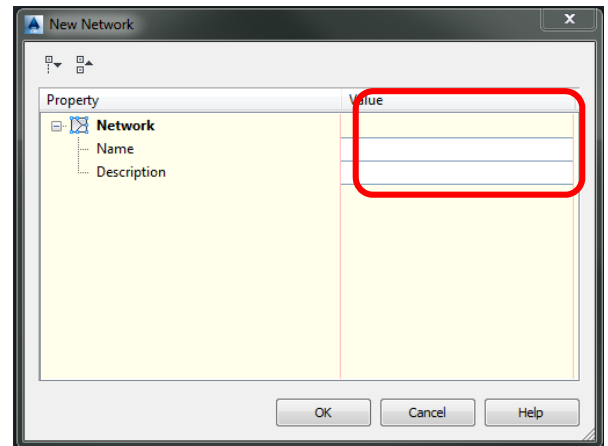 New Network
Property Value
Network
Name
Description
OK Cancel Help